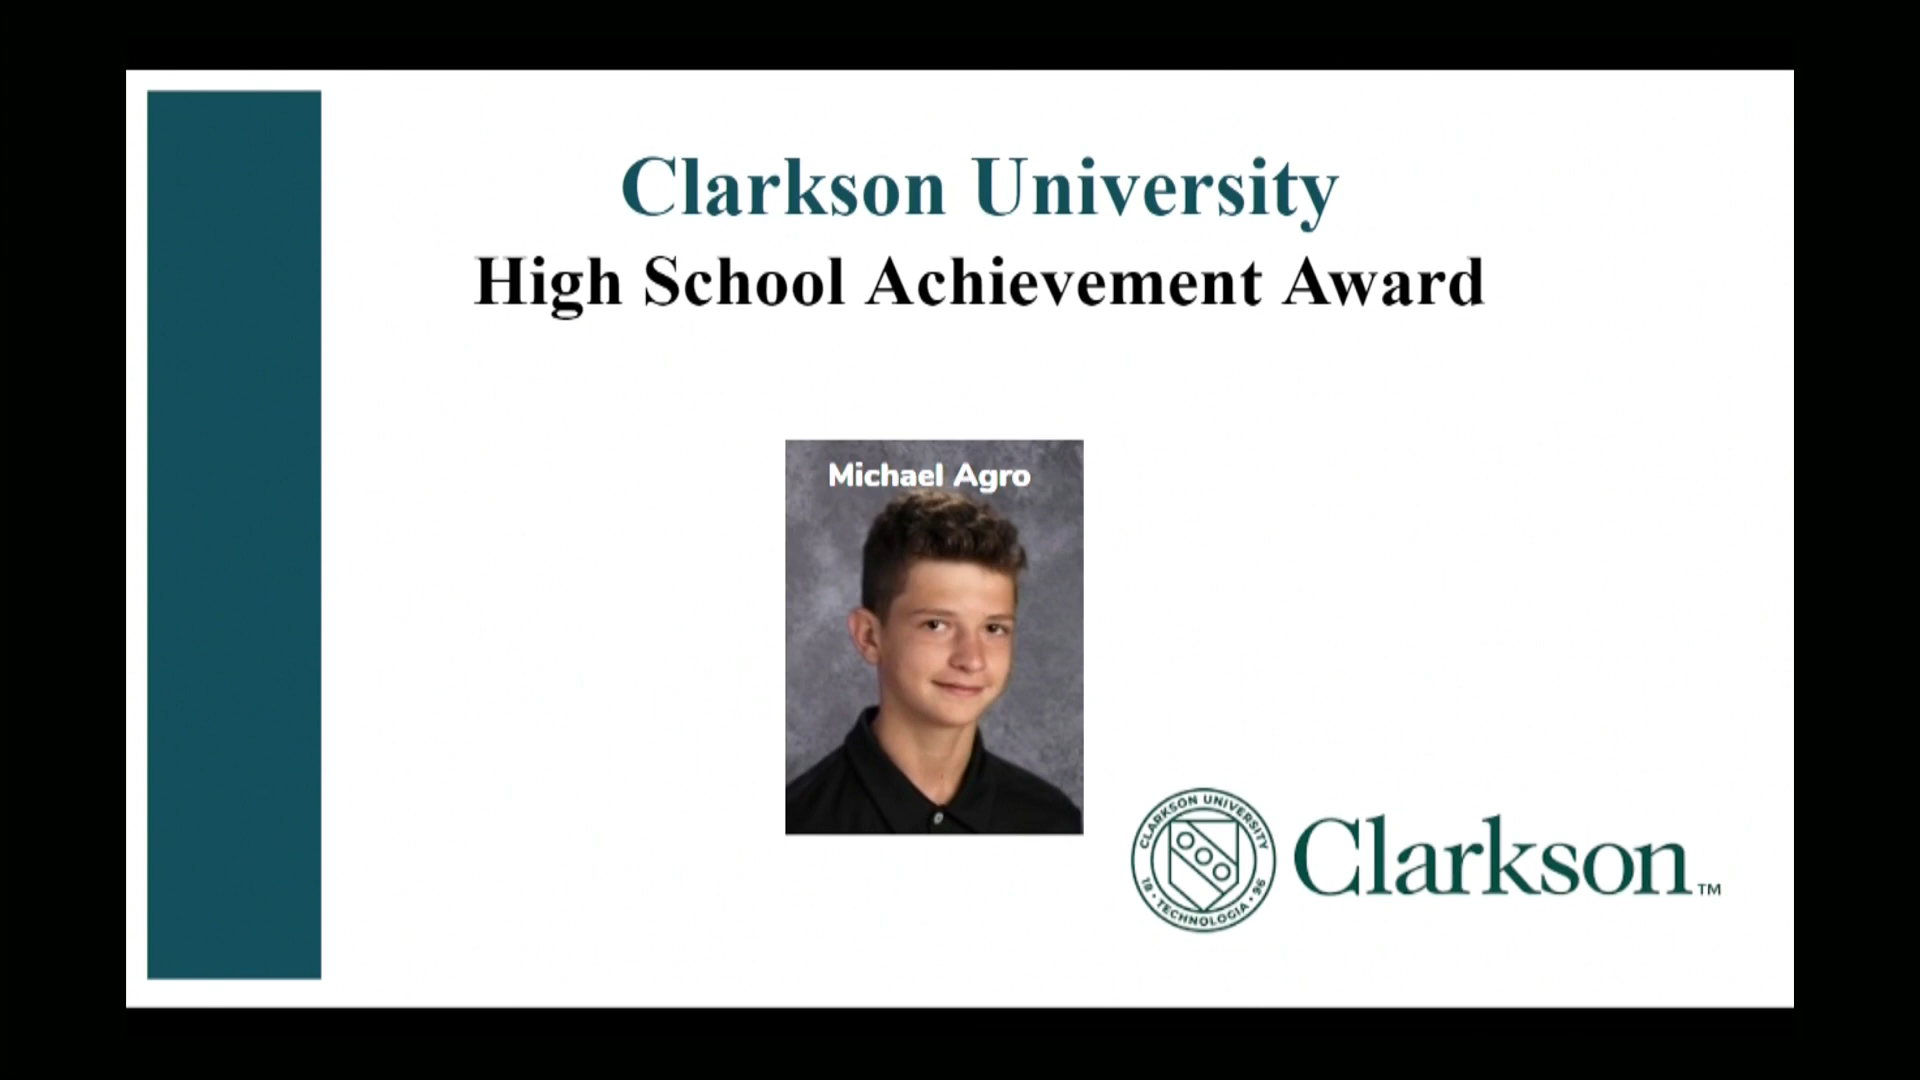 Clarkson University
High School Achievement Award
Michael Agro
CLARKSON UNIVERSITY
18 • TECHNOLOGIA • 96
Clarkson™